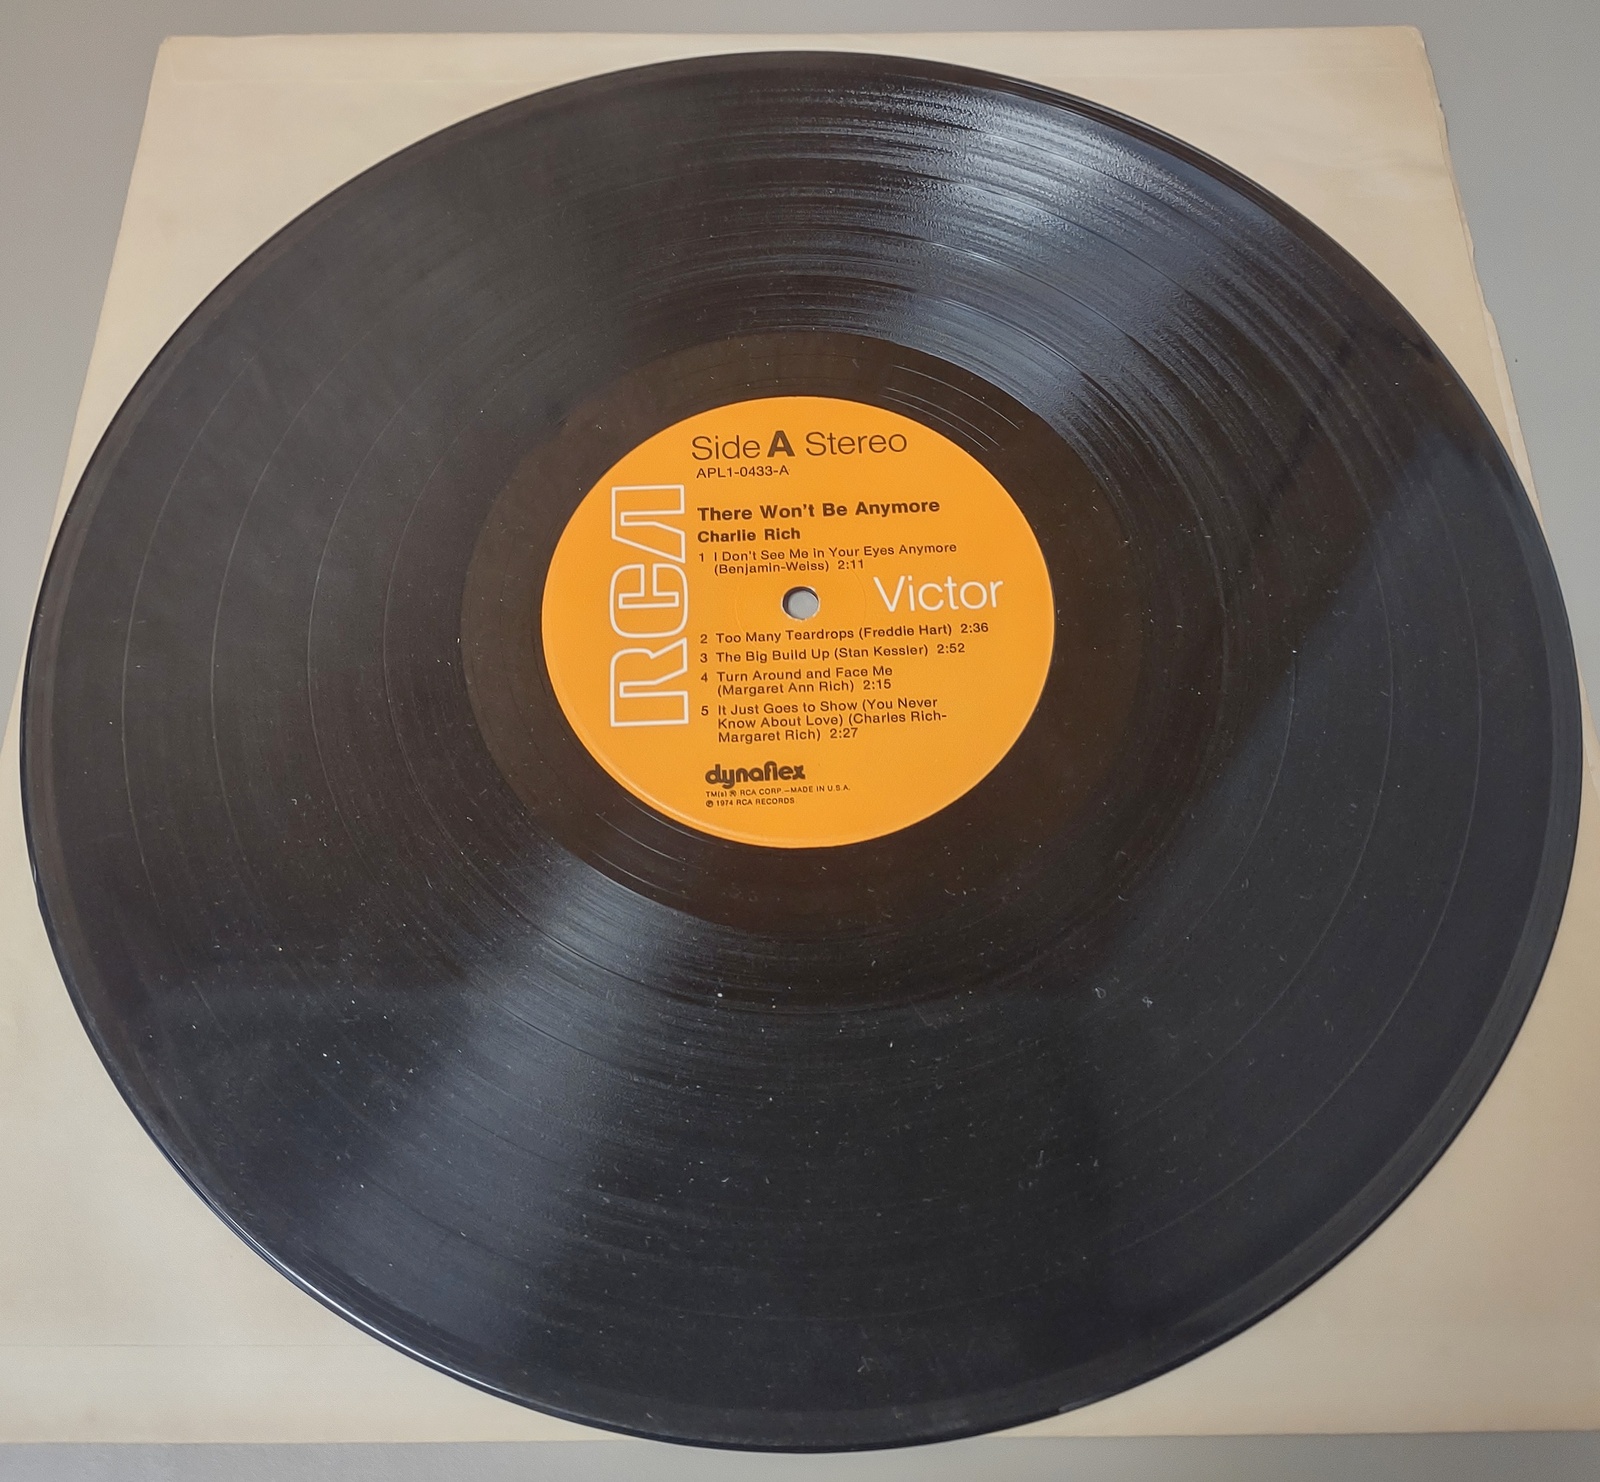 Side A Stereo
APL1-0433-A
RCA
There Won't Be Anymore
Charlie Rich
1 I Don't See Me in Your Eyes Anymore
(Benjamin-Weiss) 2:11
Victor
2 Too Many Teardrops (Freddie Hart) 2:36
3 The Big Build Up (Stan Kessler) 2:52
4 Turn Around and Face Me
(Margaret Ann Rich) 2:15
5 It Just Goes to Show (You Never
Know About Love) (Charles Rich-
Margaret Rich) 2:27
dynaflex
TM(s) ® RCA CORP.—MADE IN U.S.A.
℗ 1974 RCA RECORDS